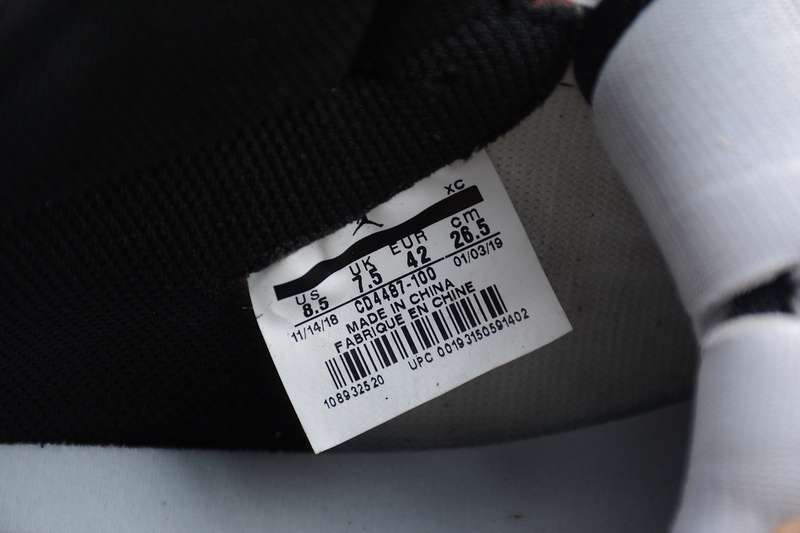 XC
US UK EUR cm
8.5 7.5 42 26.5
11/14/18 CD4487-100 01/03/19
MADE IN CHINA
FABRIQUE EN CHINE
108932520 UPC 00193150591402